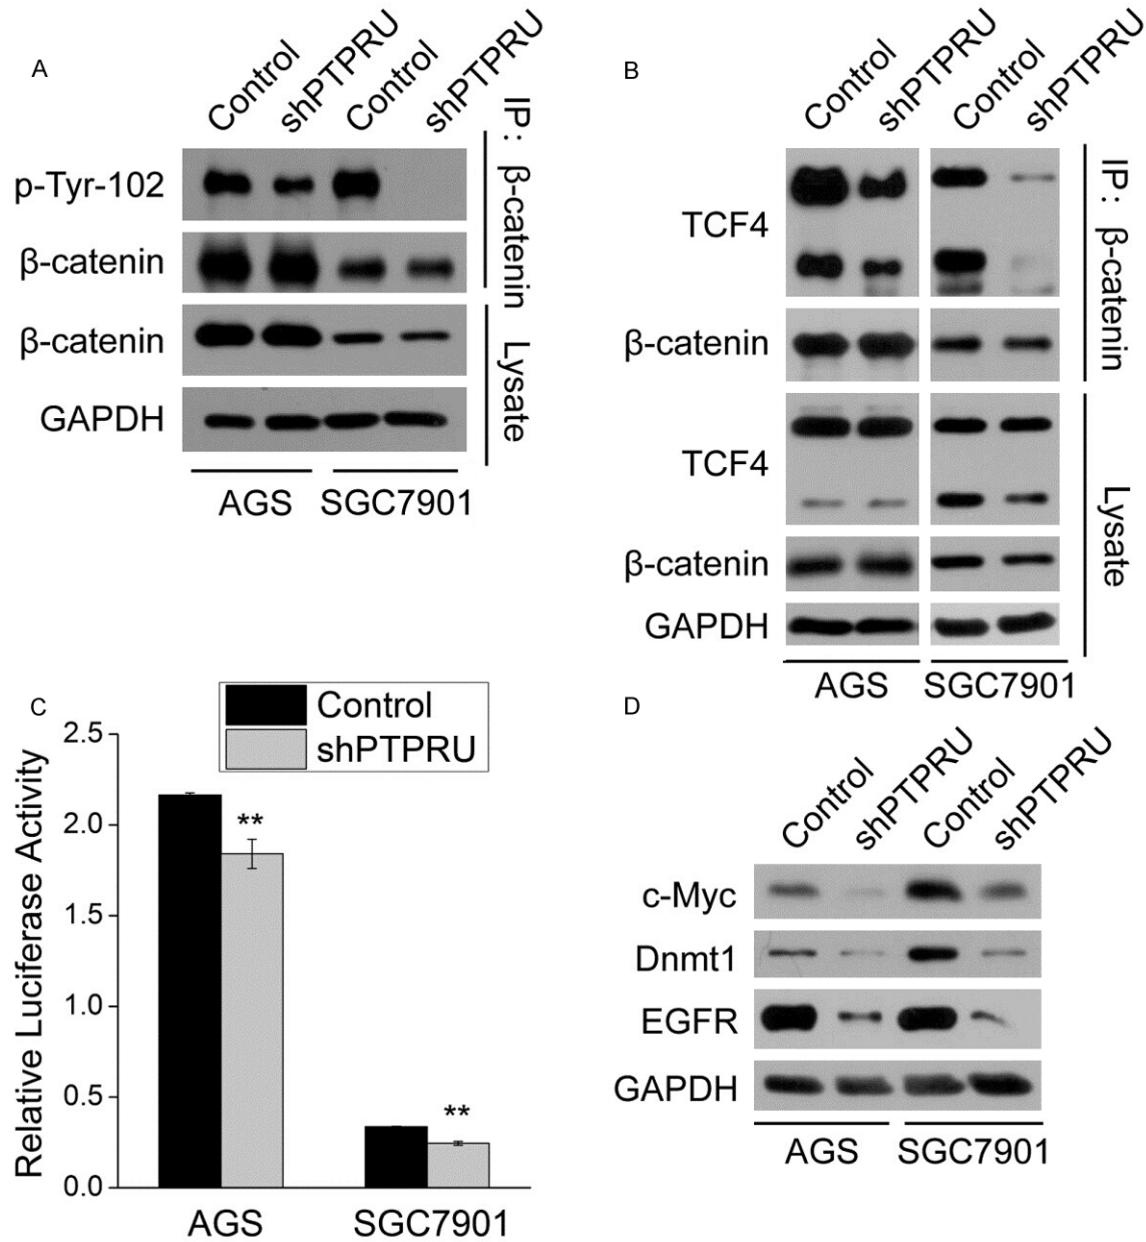 A
Control
shPTPRU
Control
shPTPRU
IP: β-catenin
p-Tyr-102
β-catenin
β-catenin
GAPDH
Lysate
AGS SGC7901
B
Control
shPTPRU
Control
shPTPRU
IP: β-catenin
TCF4
β-catenin
TCF4
β-catenin
GAPDH
Lysate
AGS SGC7901
C
Control
shPTPRU
Relative Luciferase Activity
2.5
2.0
1.5
1.0
0.5
0.0
**
**
AGS SGC7901
D
Control
shPTPRU
Control
shPTPRU
c-Myc
Dnmt1
EGFR
GAPDH
AGS SGC7901